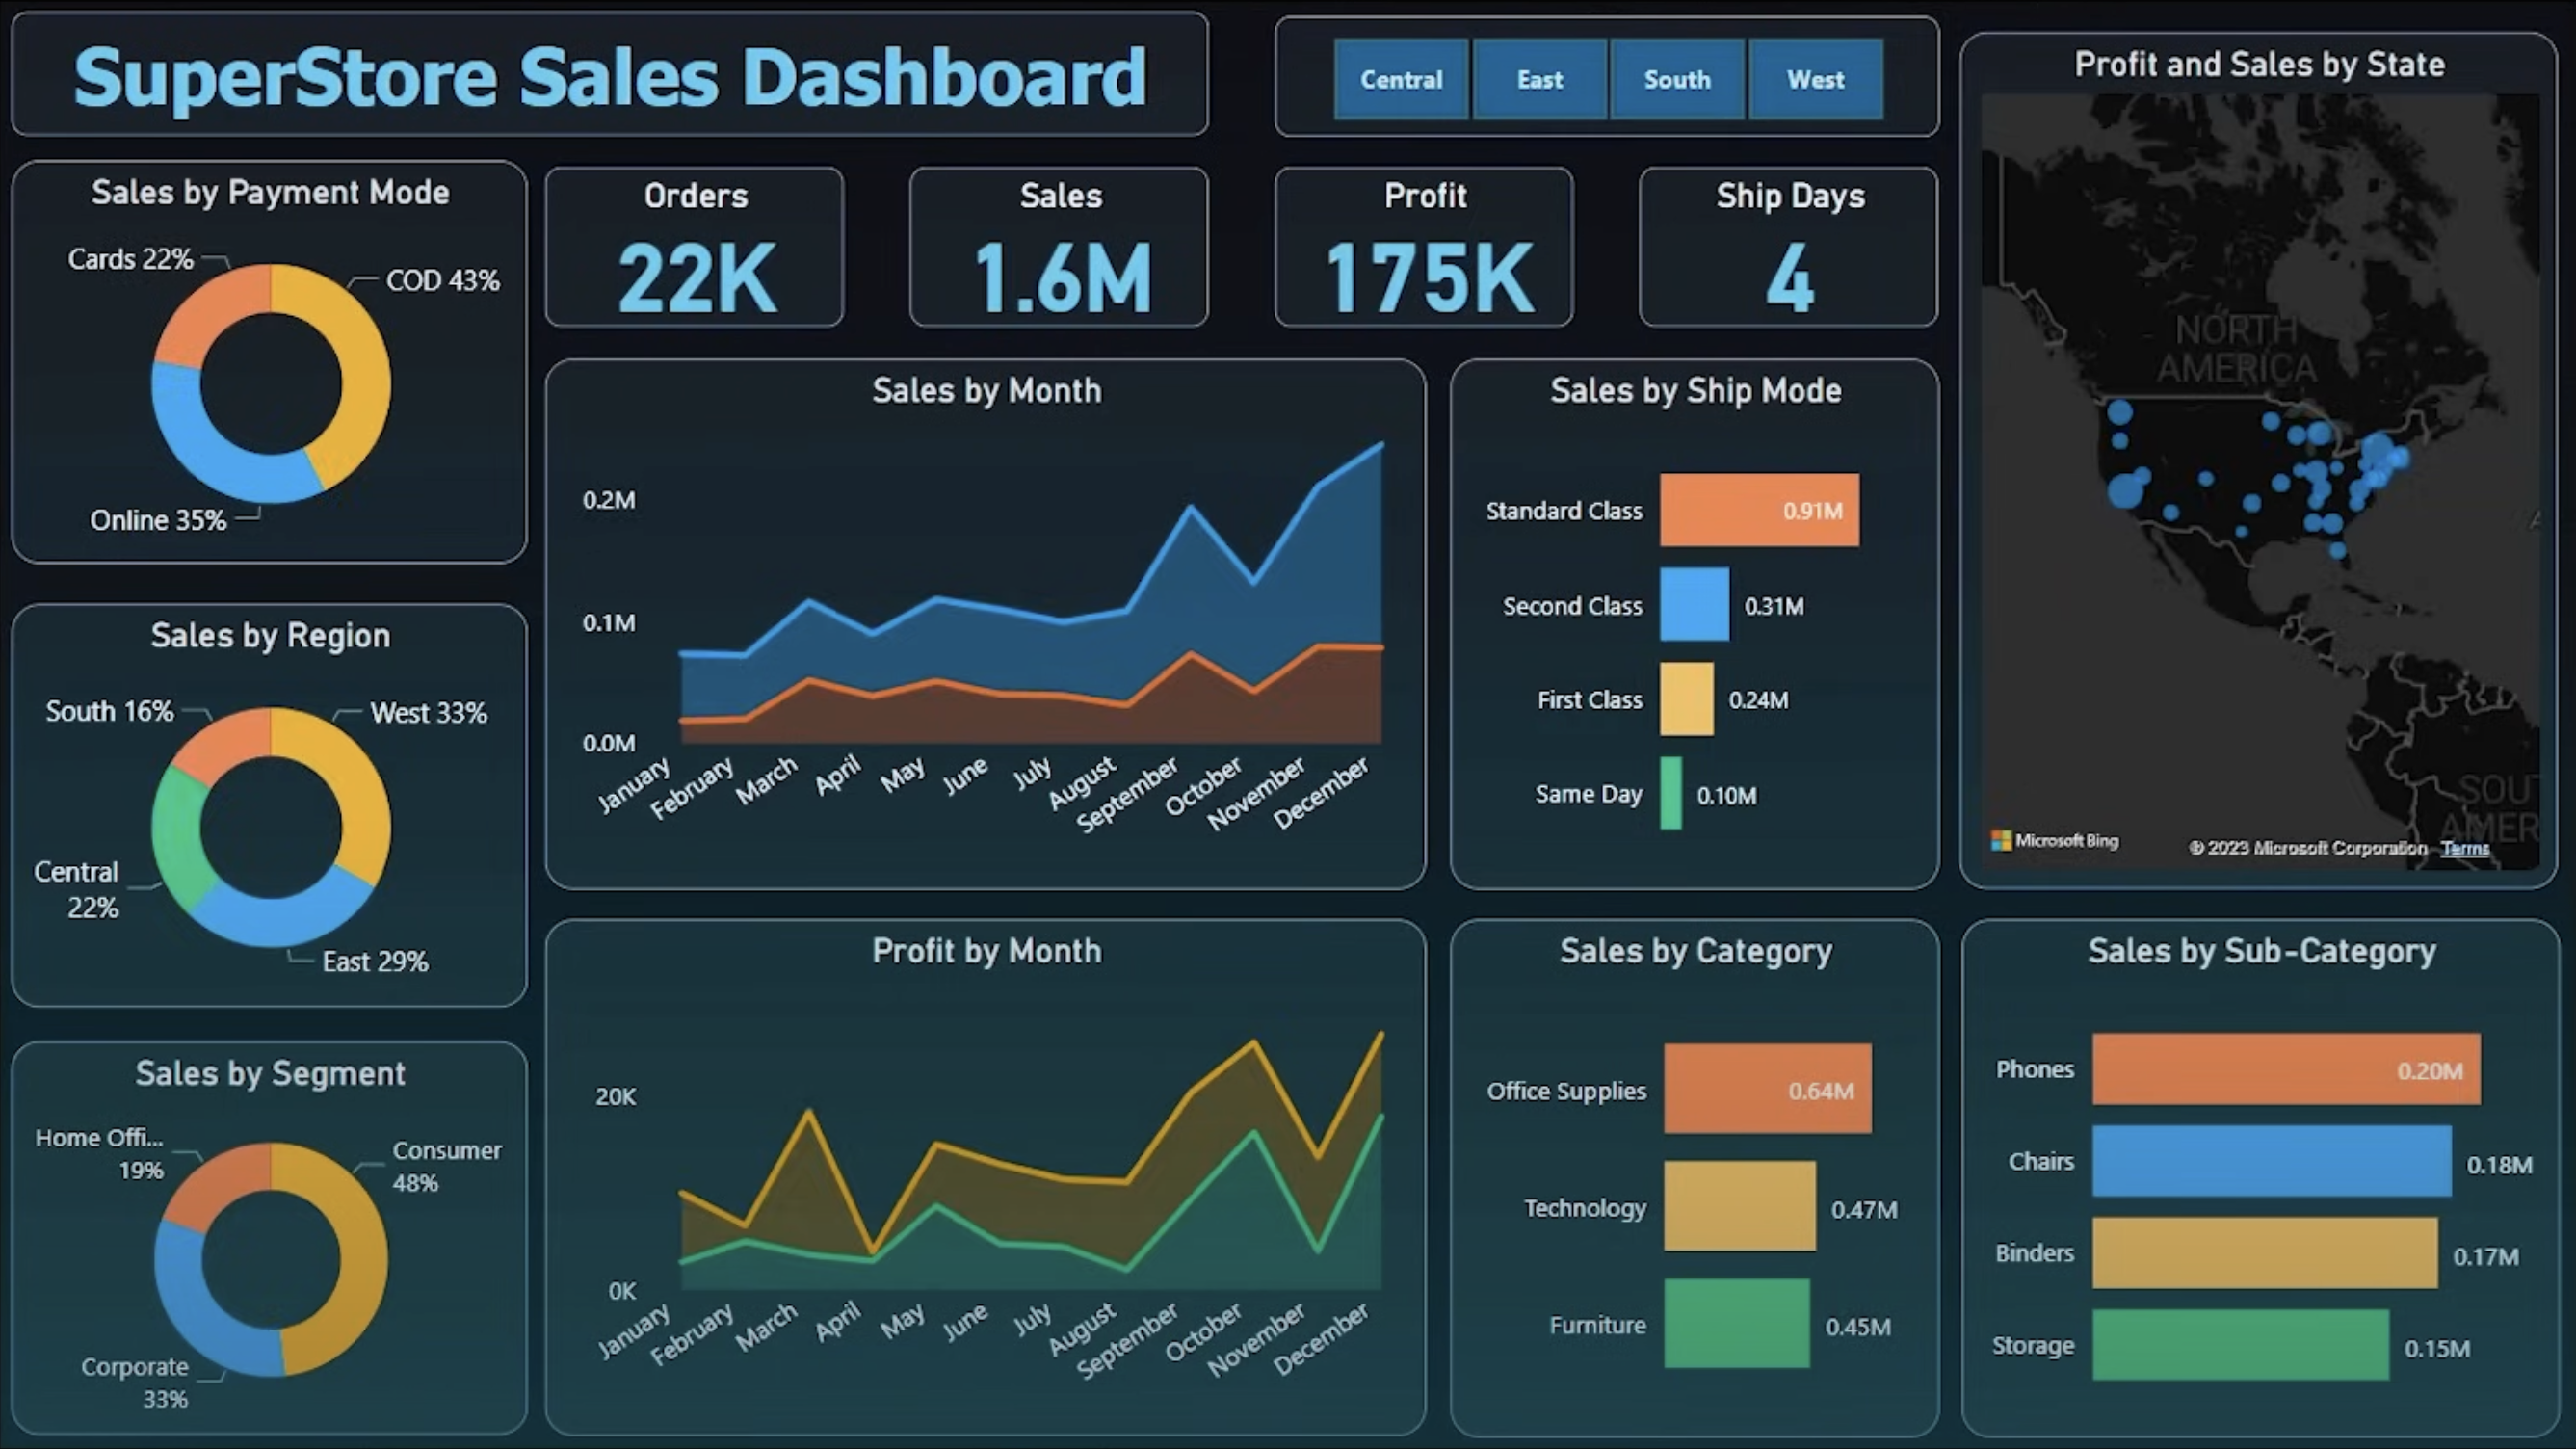 SuperStore Sales Dashboard
Central
East
South
West
Profit and Sales by State
NORTH
AMERICA
SOUT
AMER
Microsoft Bing
© 2023 Microsoft Corporation
Terms
Sales by Payment Mode
Cards 22%
COD 43%
Online 35%
Orders
22K
Sales
1.6M
Profit
175K
Ship Days
4
Sales by Month
0.2M
0.1M
0.0M
January
February
March
April
May
June
July
August
September
October
November
December
Sales by Ship Mode
Standard Class
0.91M
Second Class
0.31M
First Class
0.24M
Same Day
0.10M
Sales by Region
South 16%
West 33%
Central
22%
East 29%
Sales by Segment
Home Offi...
19%
Consumer
48%
Corporate
33%
Profit by Month
20K
0K
January
February
March
April
May
June
July
August
September
October
November
December
Sales by Category
Office Supplies
0.64M
Technology
0.47M
Furniture
0.45M
Sales by Sub-Category
Phones
0.20M
Chairs
0.18M
Binders
0.17M
Storage
0.15M